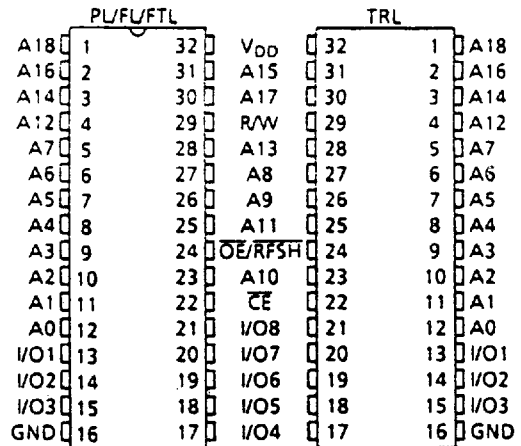 PL/FL/FTL TRL
A18 1 32 VDD 32 1 A18
A16 2 31 A15 31 2 A16
A14 3 30 A17 30 3 A14
A12 4 29 R/W 29 4 A12
A7 5 28 A13 28 5 A7
A6 6 27 A8 27 6 A6
A5 7 26 A9 26 7 A5
A4 8 25 A11 25 8 A4
A3 9 24 OE/RFSH 24 9 A3
A2 10 23 A10 23 10 A2
A1 11 22 CE 22 11 A1
A0 12 21 I/O8 21 12 A0
I/O1 13 20 I/O7 20 13 I/O1
I/O2 14 19 I/O6 19 14 I/O2
I/O3 15 18 I/O5 18 15 I/O3
GND 16 17 I/O4 17 16 GND